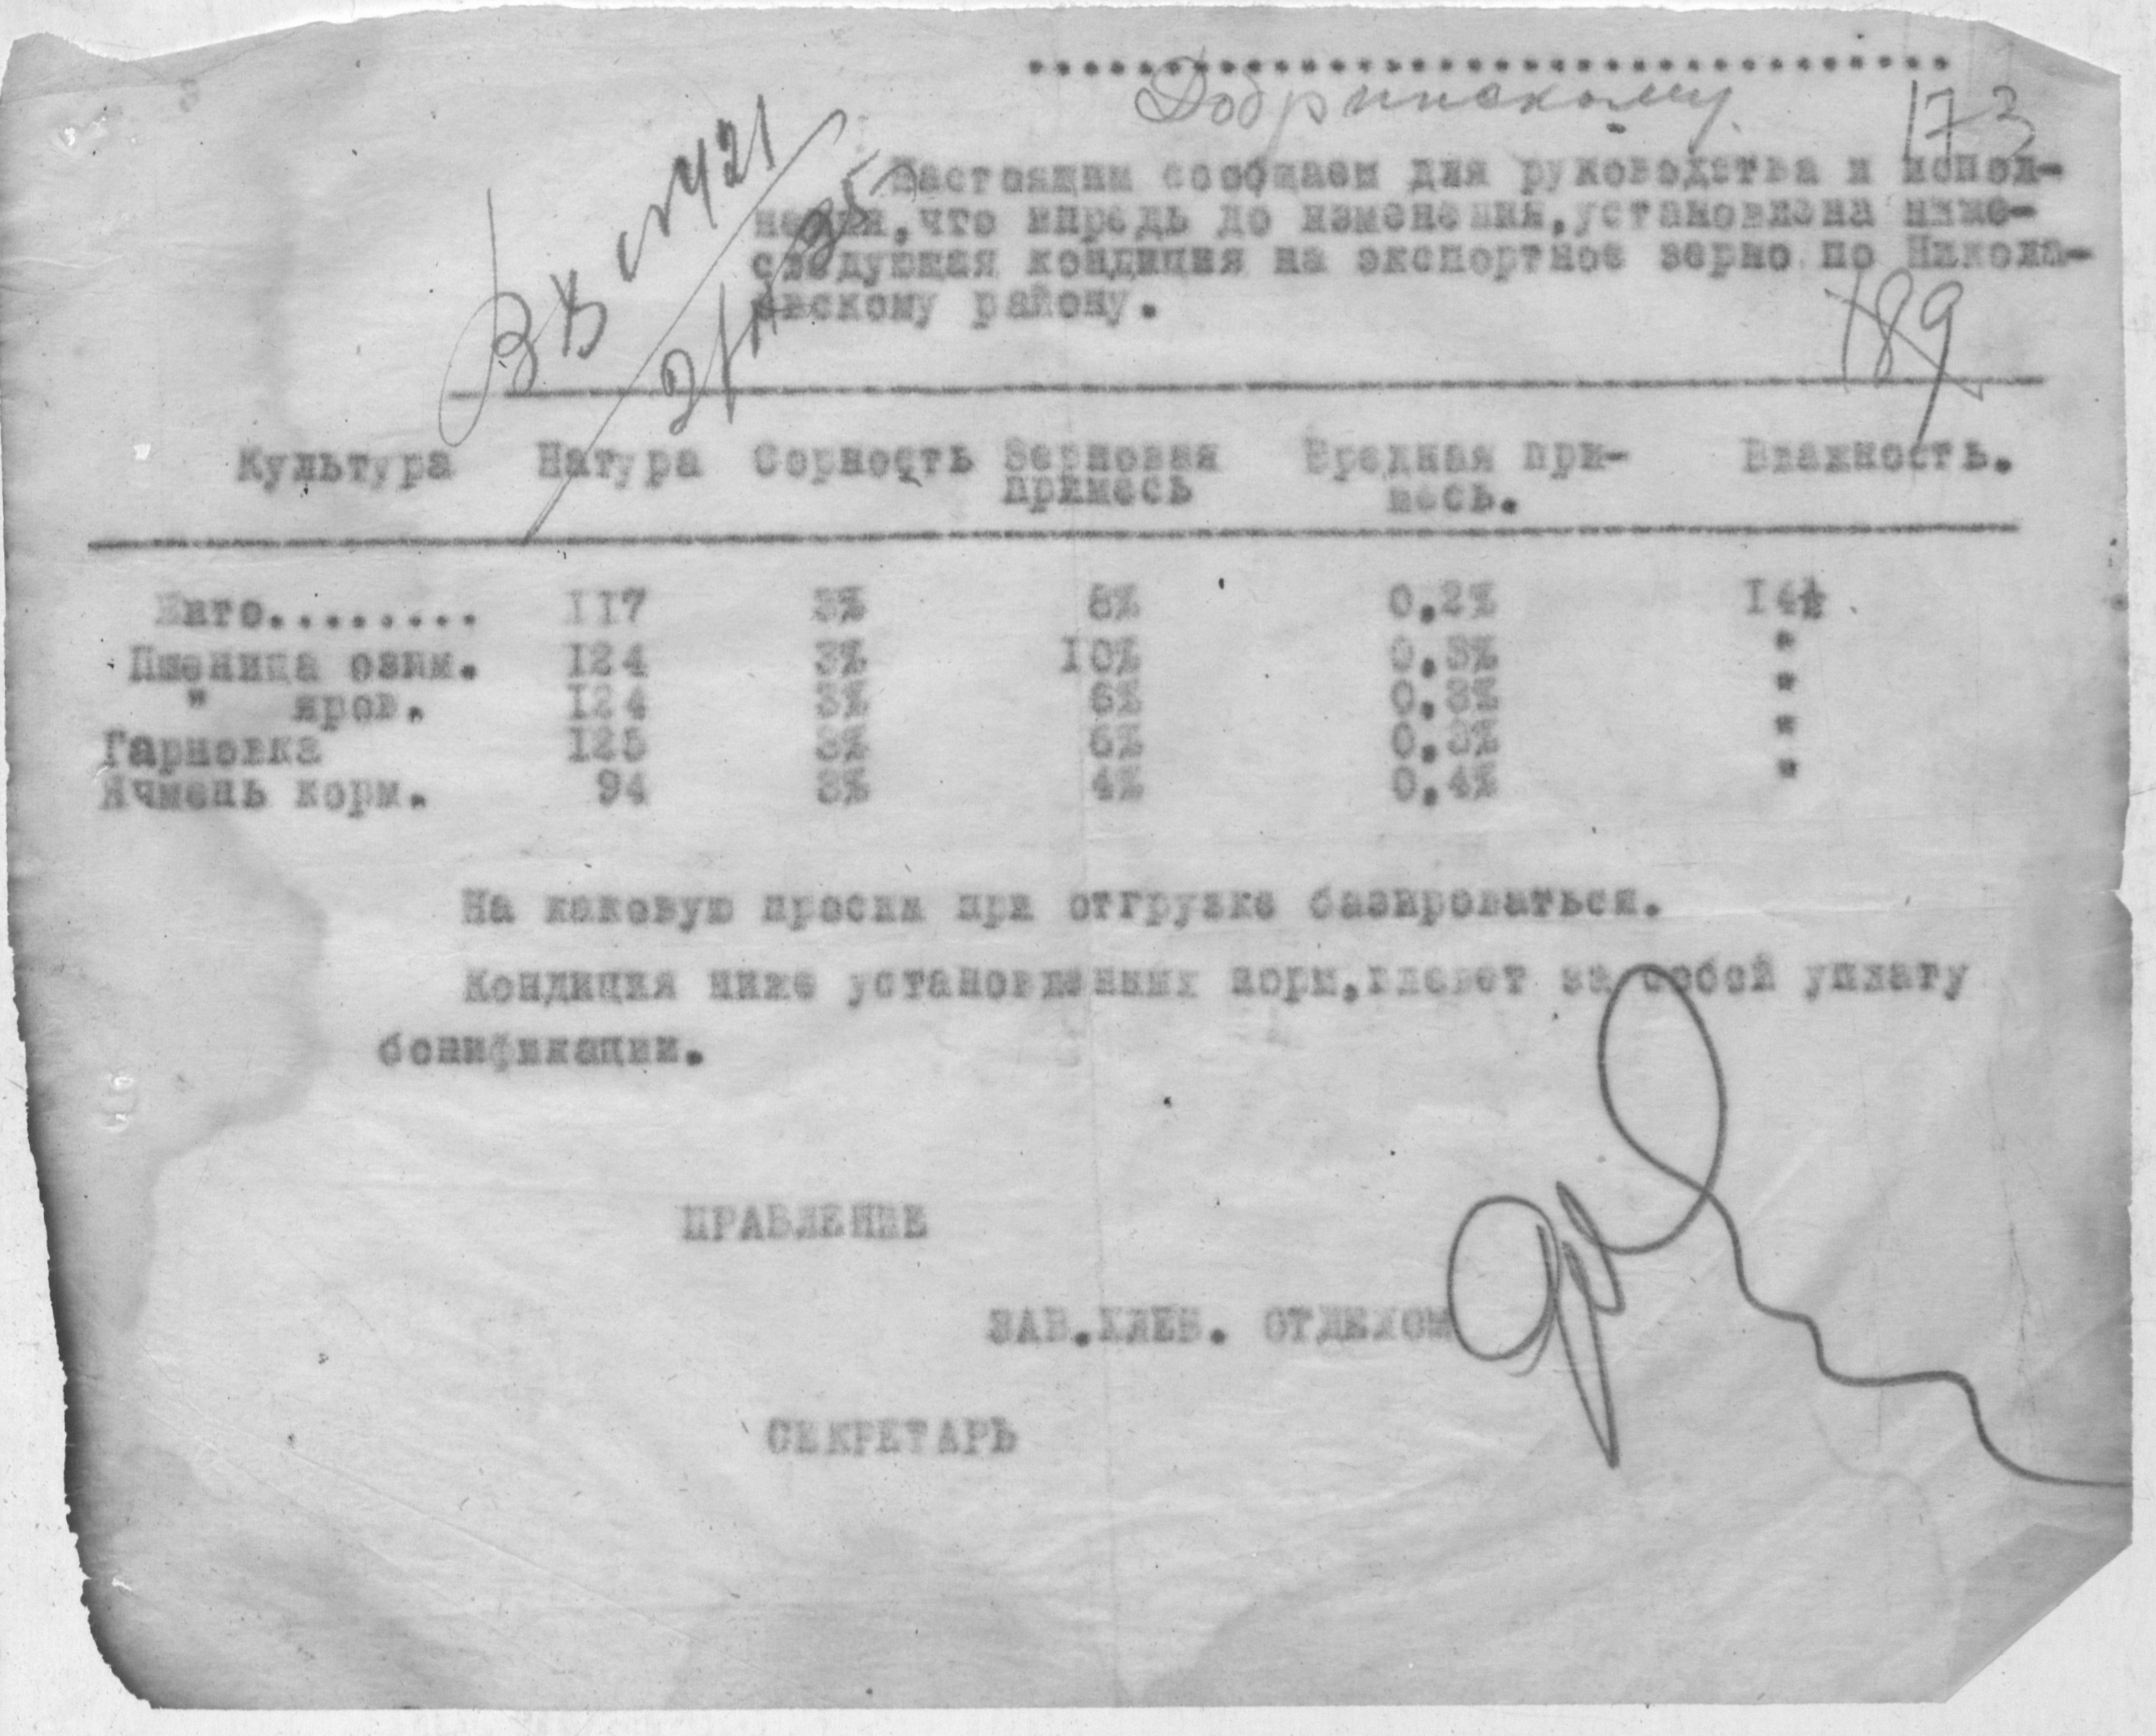 ..................................
Добринскому
173
Настоящим сообщаем для руководства и испол-
нения,что впредь до изменения,установлена ниже-
следующая кондиция на экспортное зерно по Никола-
евскому району.
189
Культура Натура Сорность Зерновая примесь Вредная при-месь. Влажность.
Жито........ 117 3% 8% 0,2% 14½
Пшеница озим. 124 3% 10% 0,3% "
" яров. 124 3% 6% 0,3% "
Гарновка 125 3% 6% 0,3% "
Ячмень корм. 94 3% 4% 0,4% "
На каковую просим при отгрузке базироваться.
Кондиция ниже установленных норм,влечет за собой уплату
бонификации.
ПРАВЛЕНИЕ
ЗАВ.ХЛЕБ. ОТДЕЛОМ
СЕКРЕТАРЬ